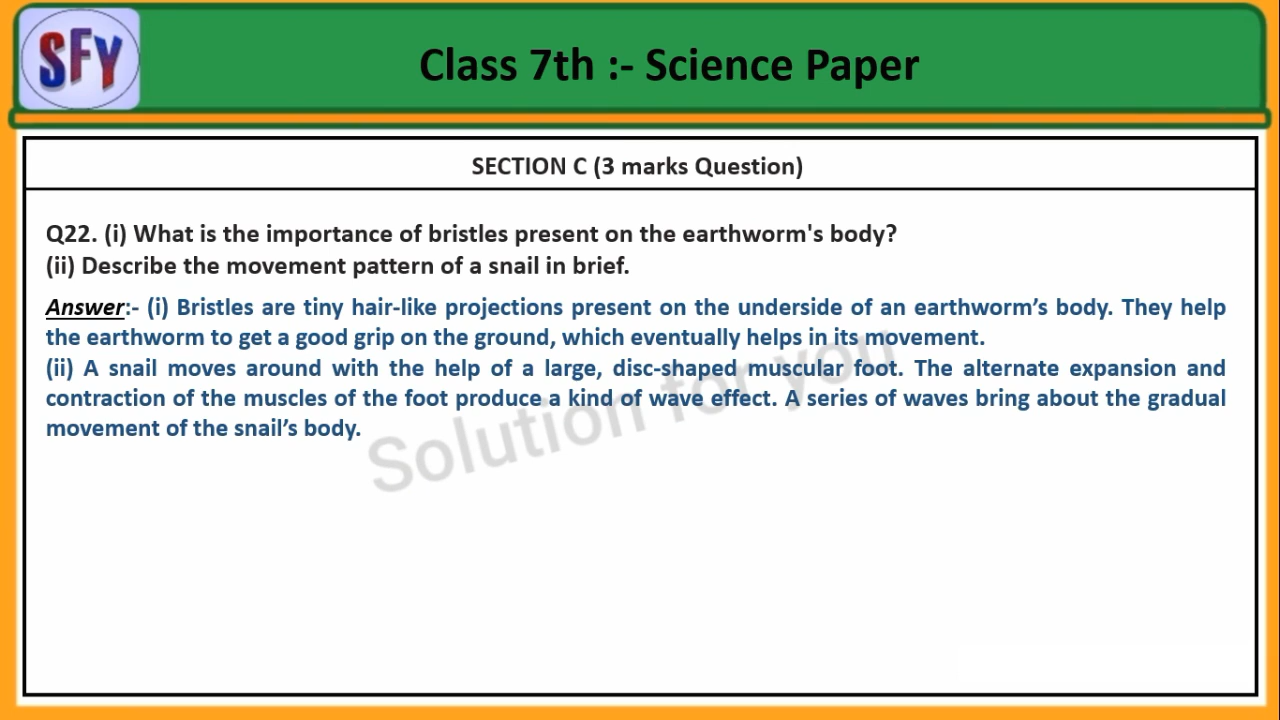 SFY
Class 7th :- Science Paper
SECTION C (3 marks Question)
Q22. (i) What is the importance of bristles present on the earthworm's body?
(ii) Describe the movement pattern of a snail in brief.
Answer:- (i) Bristles are tiny hair-like projections present on the underside of an earthworm’s body. They help
the earthworm to get a good grip on the ground, which eventually helps in its movement.
(ii) A snail moves around with the help of a large, disc-shaped muscular foot. The alternate expansion and
contraction of the muscles of the foot produce a kind of wave effect. A series of waves bring about the gradual
movement of the snail’s body.
Solution for you